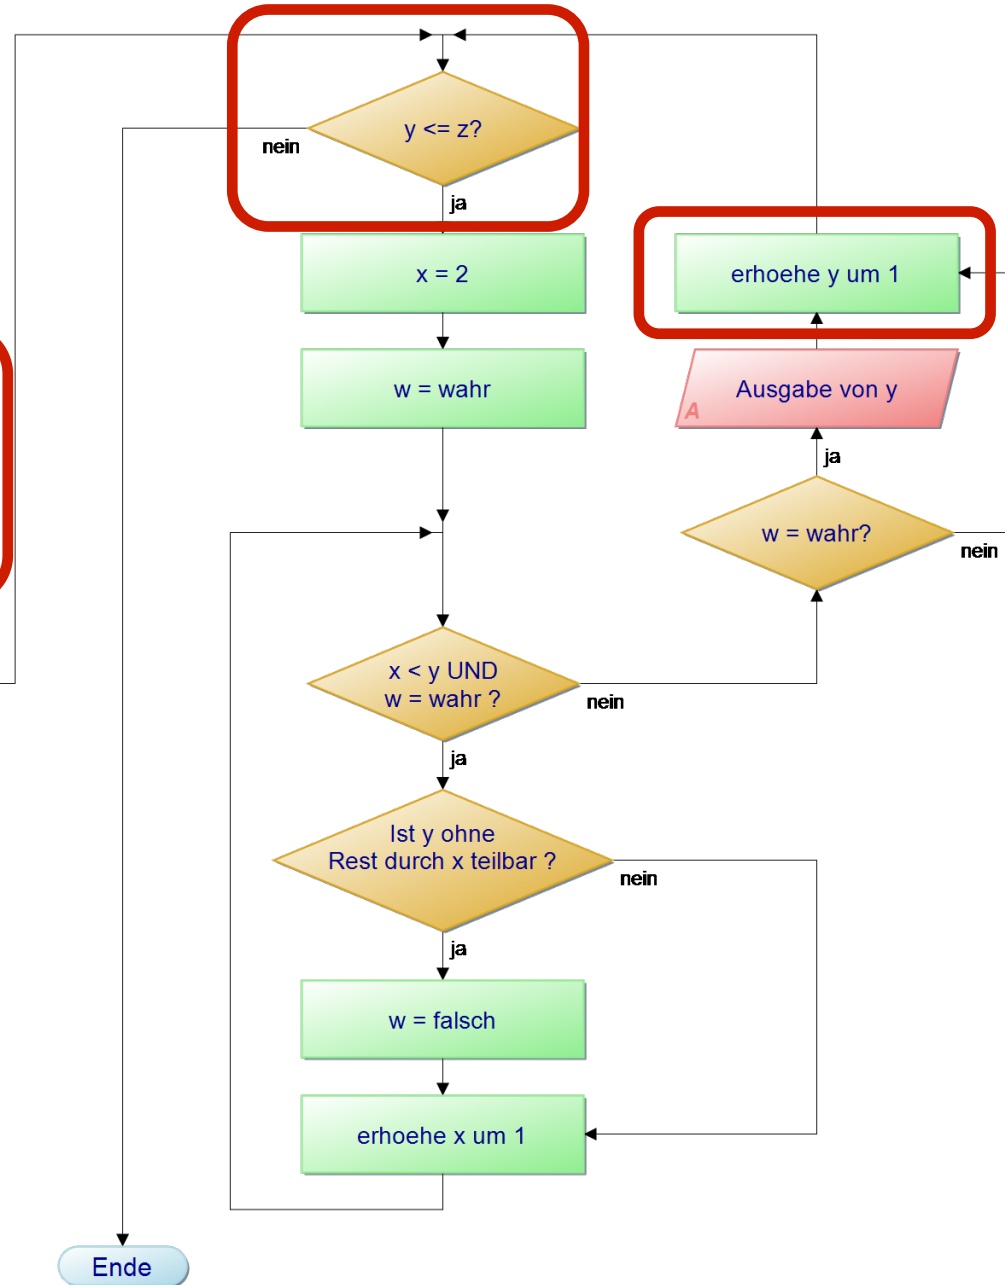 y <= z?
nein
ja
x = 2
w = wahr
erhoehe y um 1
Ausgabe von y
A
ja
w = wahr?
nein
x < y UND
w = wahr ?
nein
ja
Ist y ohne
Rest durch x teilbar ?
nein
ja
w = falsch
erhoehe x um 1
Ende